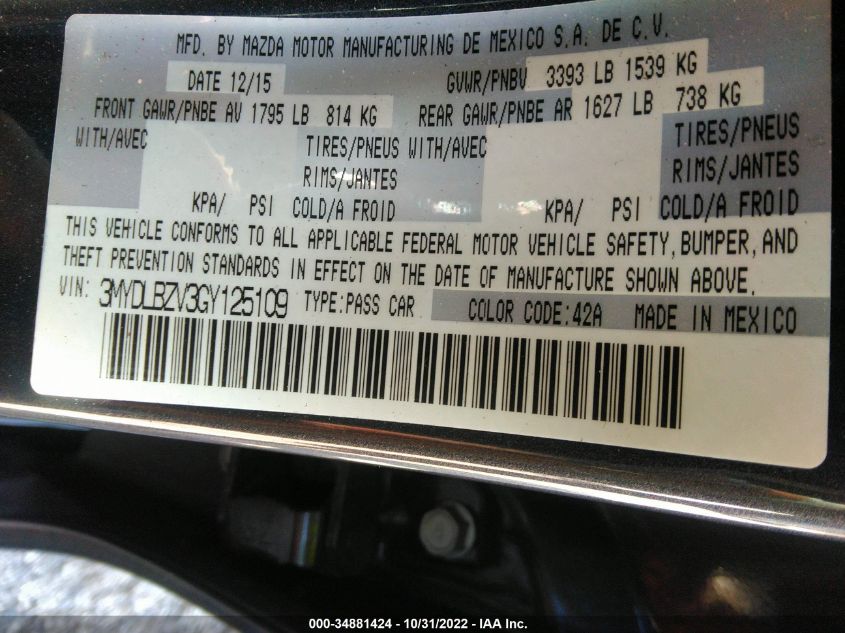 MFD. BY MAZDA MOTOR MANUFACTURING DE MEXICO S.A. DE C.V.
DATE 12/15 GVWR/PNBV 3393 LB 1539 KG
FRONT GAWR/PNBE AV 1795 LB 814 KG REAR GAWR/PNBE AR 1627 LB 738 KG
WITH/AVEC TIRES/PNEUS WITH/AVEC TIRES/PNEUS
RIMS/JANTES RIMS/JANTES
KPA/ PSI COLD/A FROID KPA/ PSI COLD/A FROID
THIS VEHICLE CONFORMS TO ALL APPLICABLE FEDERAL MOTOR VEHICLE SAFETY, BUMPER, AND
THEFT PREVENTION STANDARDS IN EFFECT ON THE DATE OF MANUFACTURE SHOWN ABOVE.
VIN: 3MYDLBZV3GY125109 TYPE:PASS CAR COLOR CODE:42A MADE IN MEXICO
000-34881424 - 10/31/2022 - IAA Inc.